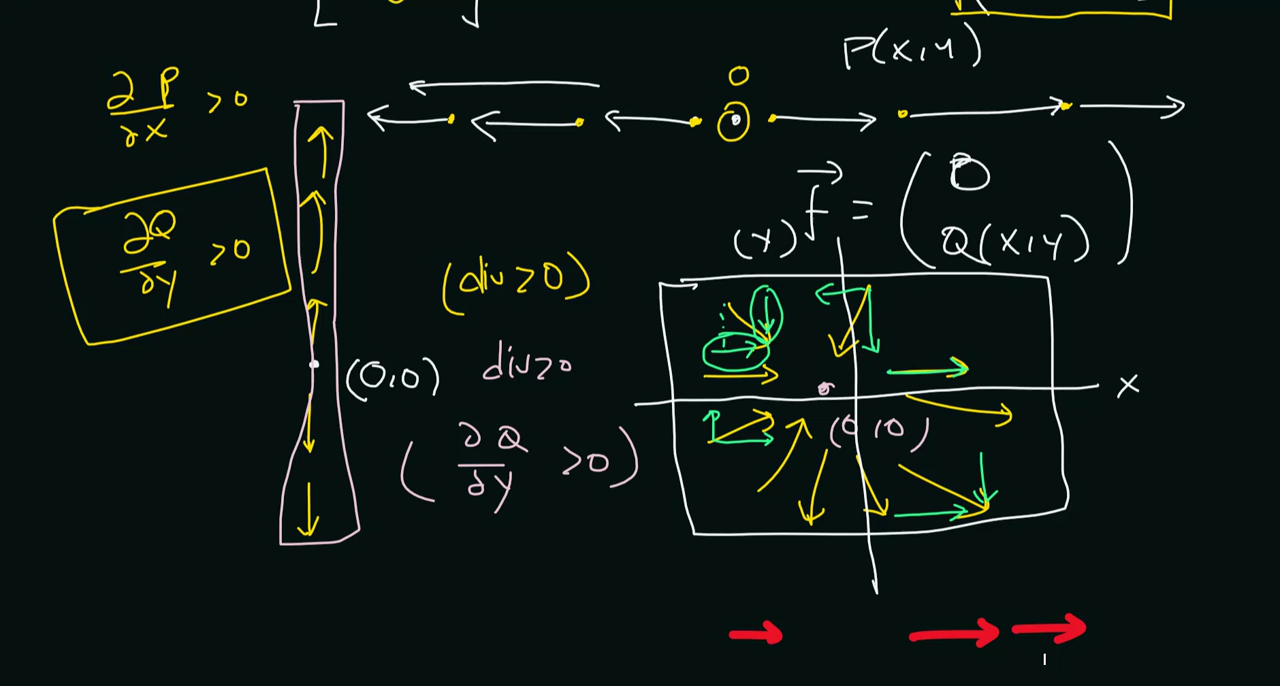 P(x,y)
0
∂P/∂x > 0
f = ( 0
Q(x,y) )
(y)
∂Q/∂y > 0
(div>0)
(0,0) div>0
x
(0,0)
( ∂Q/∂y > 0 )